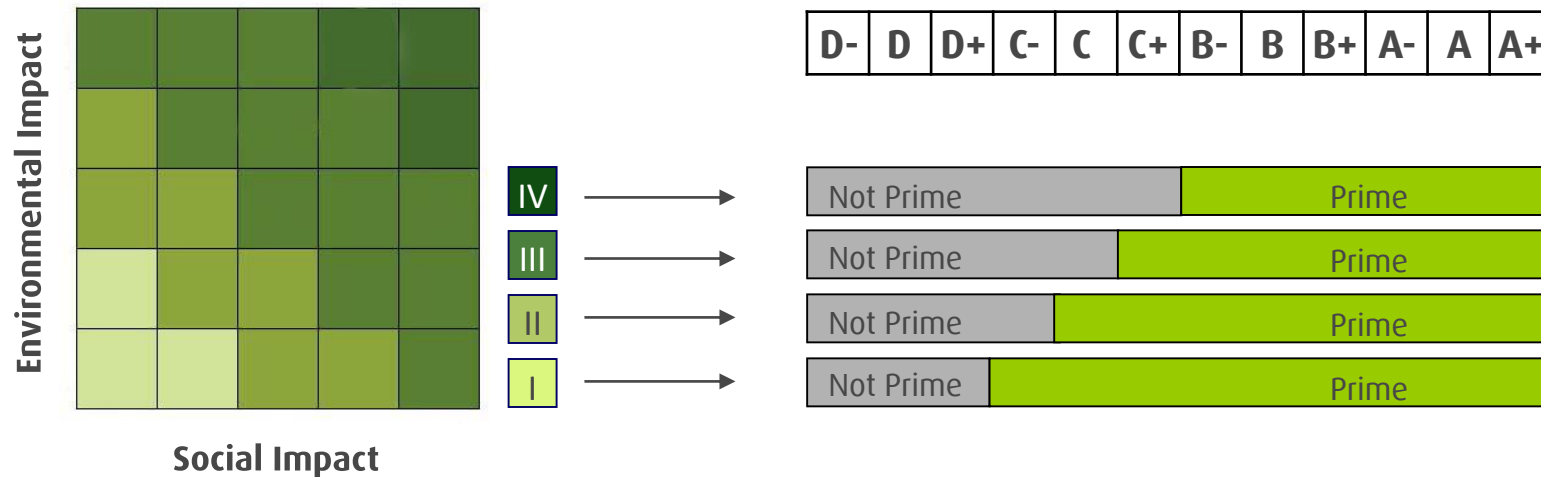 Environmental Impact
Social Impact
D- D D+ C- C C+ B- B B+ A- A A+
IV
Not Prime Prime
III
Not Prime Prime
II
Not Prime Prime
I
Not Prime Prime